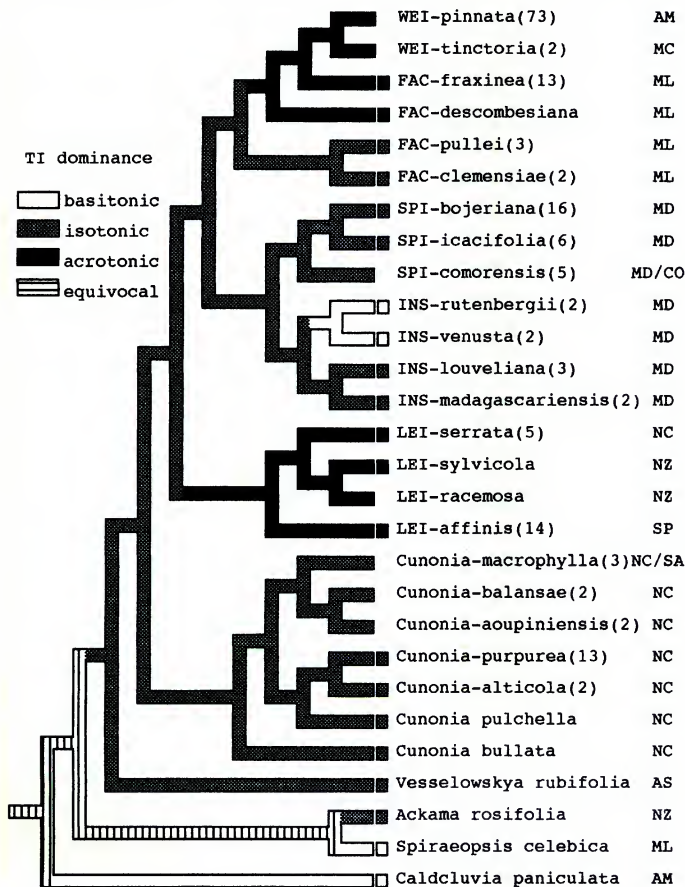 WEI-pinnata(73) AM
WEI-tinctoria(2) MC
FAC-fraxinea(13) ML
FAC-descombesiana ML
FAC-pullei(3) ML
FAC-clemensiae(2) ML
SPI-bojeriana(16) MD
SPI-icacifolia(6) MD
SPI-comorensis(5) MD/CO
INS-rutenbergii(2) MD
INS-venusta(2) MD
INS-louveliana(3) MD
INS-madagascariensis(2) MD
LEI-serrata(5) NC
LEI-sylvicola NZ
LEI-racemosa NZ
LEI-affinis(14) SP
Cunonia-macrophylla(3)NC/SA
Cunonia-balansae(2) NC
Cunonia-aoupiniensis(2) NC
Cunonia-purpurea(13) NC
Cunonia-alticola(2) NC
Cunonia pulchella NC
Cunonia bullata NC
Vesselowskya rubifolia AS
Ackama rosifolia NZ
Spiraeopsis celebica ML
Caldcluvia paniculata AM
TI dominance
basitonic
isotonic
acrotonic
equivocal